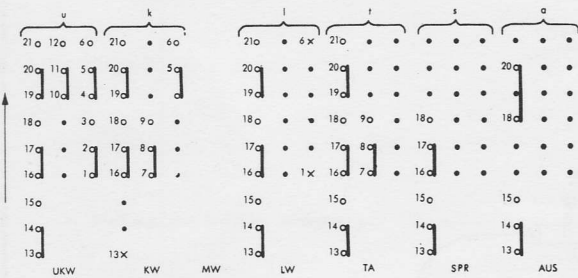 u k l t s a
21 12 6 21 6 21 6 21
20 11 5 20 5 20 20 20
19 10 4 19 19 19
18 3 18 9 18 18 9 18 18
17 2 17 8 17 17 8 17
16 1 16 7 16 1 16 7 16
15 15 15 15 15
14 14 14 14 14
13 13 13 13 13 13
UKW KW MW LW TA SPR AUS